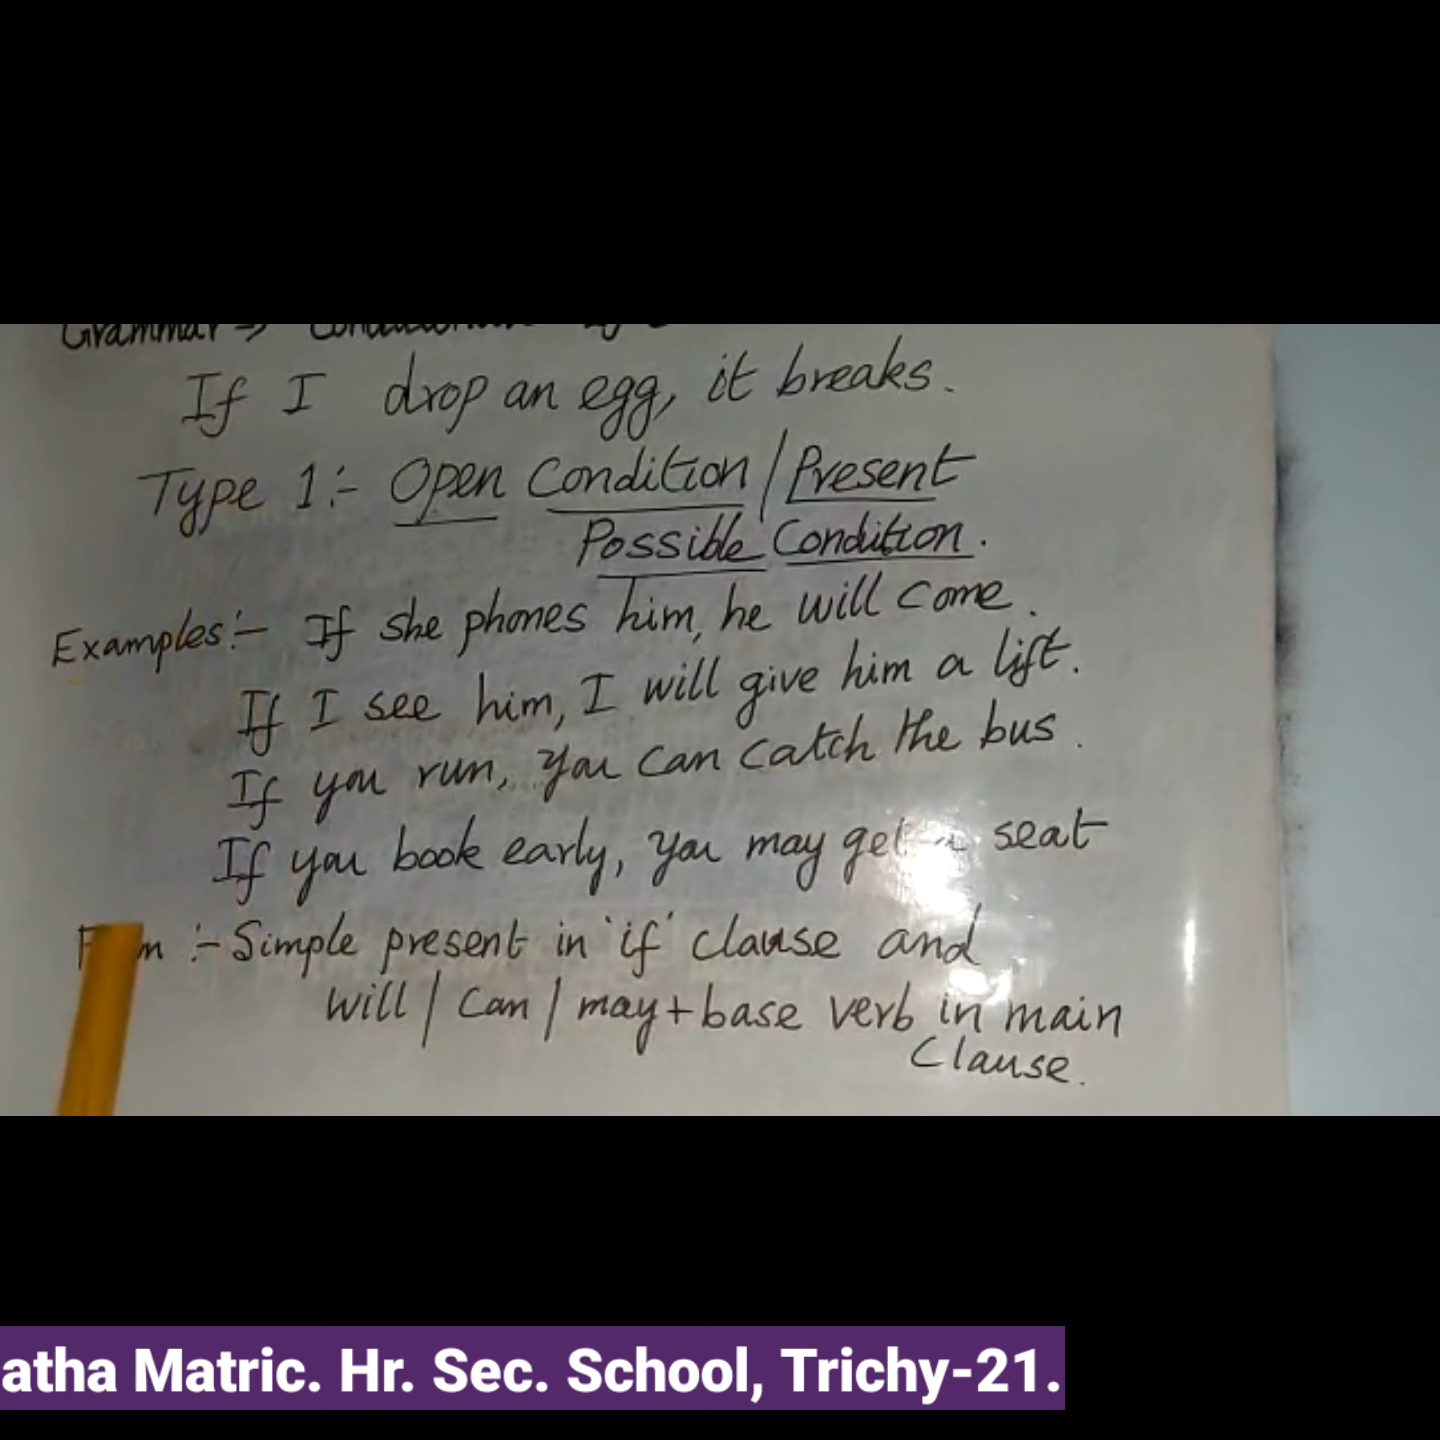 Grammar →
If I drop an egg, it breaks.
Type 1:- Open Condition / Present
Possible Condition.
Examples:- If she phones him, he will come.
If I see him, I will give him a lift.
If you run, you can catch the bus.
If you book early, you may get a seat
:- Simple present in 'if' clause and
will / can / may + base verb in main
clause.
atha Matric. Hr. Sec. School, Trichy-21.